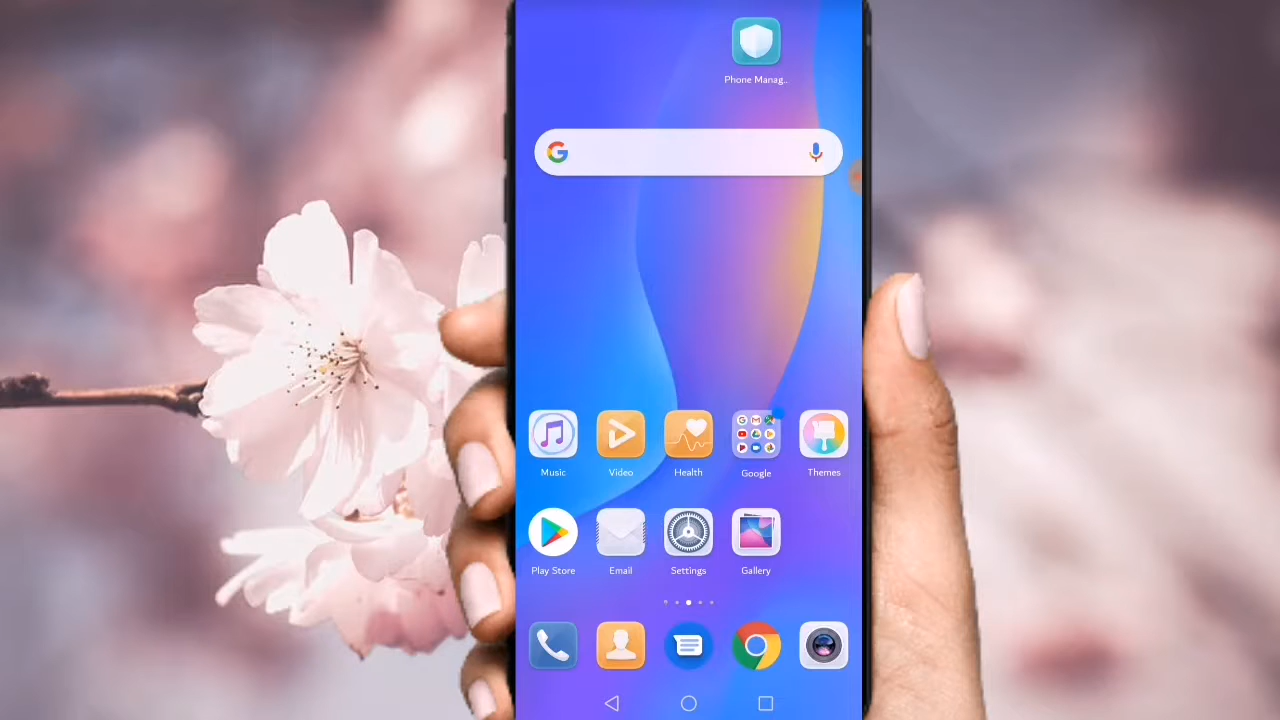 Phone Manag..
Music
Video
Health
Google
Themes
Play Store
Email
Settings
Gallery